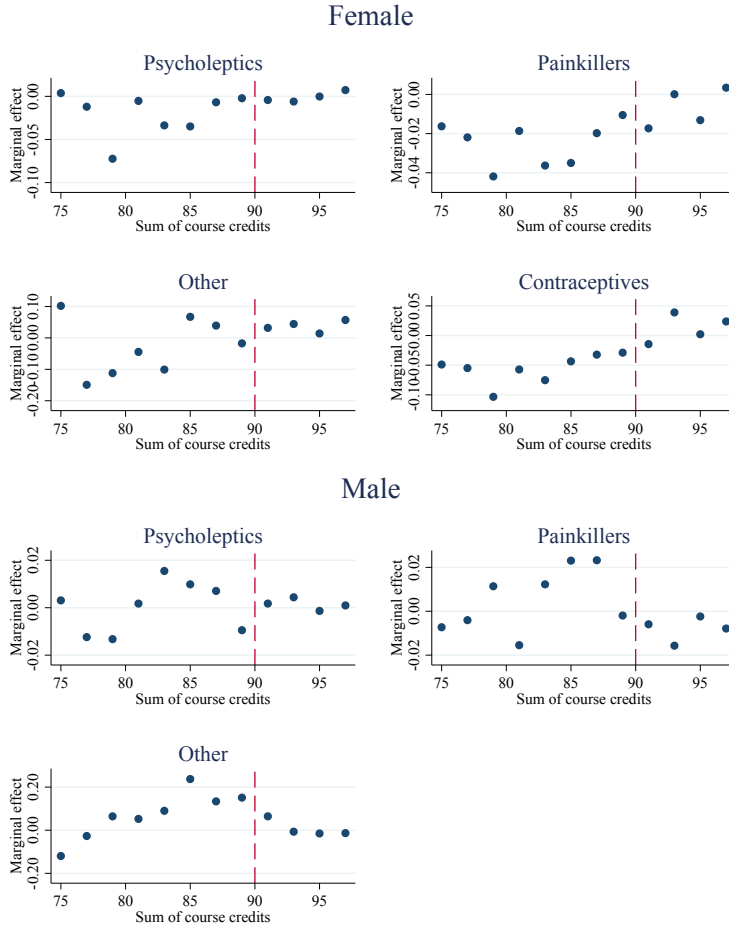 Female
Psycholeptics
Marginal effect
0.00
-0.05
-0.10
75 80 85 90 95
Sum of course credits
Painkillers
Marginal effect
0.00
-0.02
-0.04
75 80 85 90 95
Sum of course credits
Other
Marginal effect
0.10
0.00
-0.10
-0.20
75 80 85 90 95
Sum of course credits
Contraceptives
Marginal effect
0.05
0.00
-0.05
-0.10
75 80 85 90 95
Sum of course credits
Male
Psycholeptics
Marginal effect
0.02
0.00
-0.02
75 80 85 90 95
Sum of course credits
Painkillers
Marginal effect
0.02
0.00
-0.02
75 80 85 90 95
Sum of course credits
Other
Marginal effect
0.20
0.00
-0.20
75 80 85 90 95
Sum of course credits